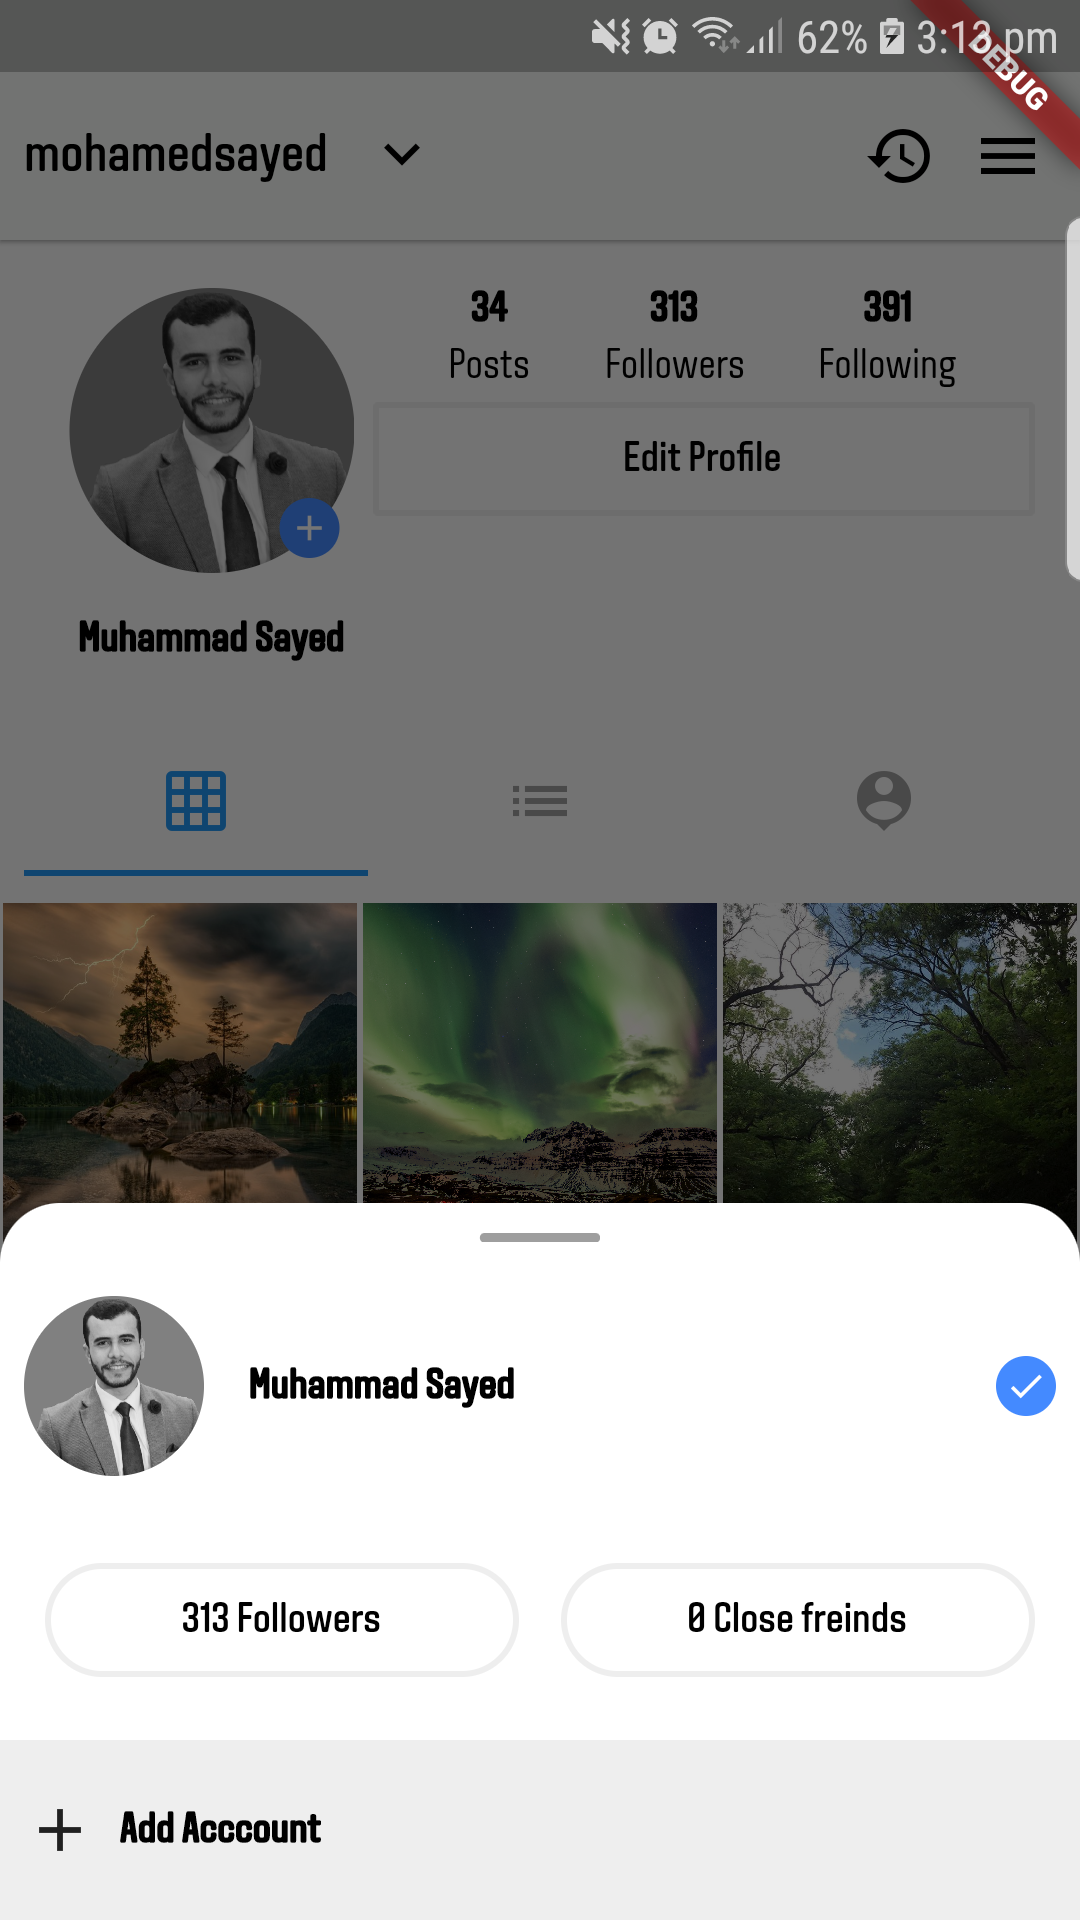 62% 3:13 pm
DEBUG
mohamedsayed
34 313 391
Posts Followers Following
Edit Profile
Muhammad Sayed
Muhammad Sayed
313 Followers 0 Close freinds
Add Acccount